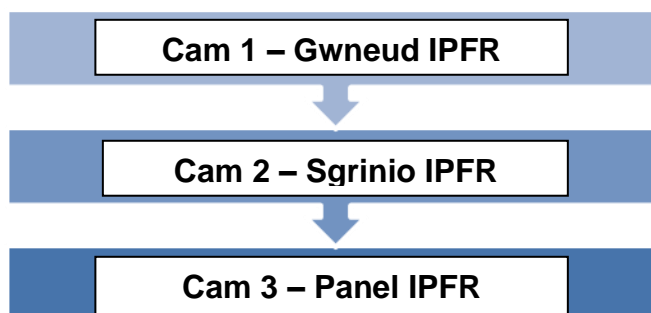 Cam 1 – Gwneud IPFR
Cam 2 – Sgrinio IPFR
Cam 3 – Panel IPFR